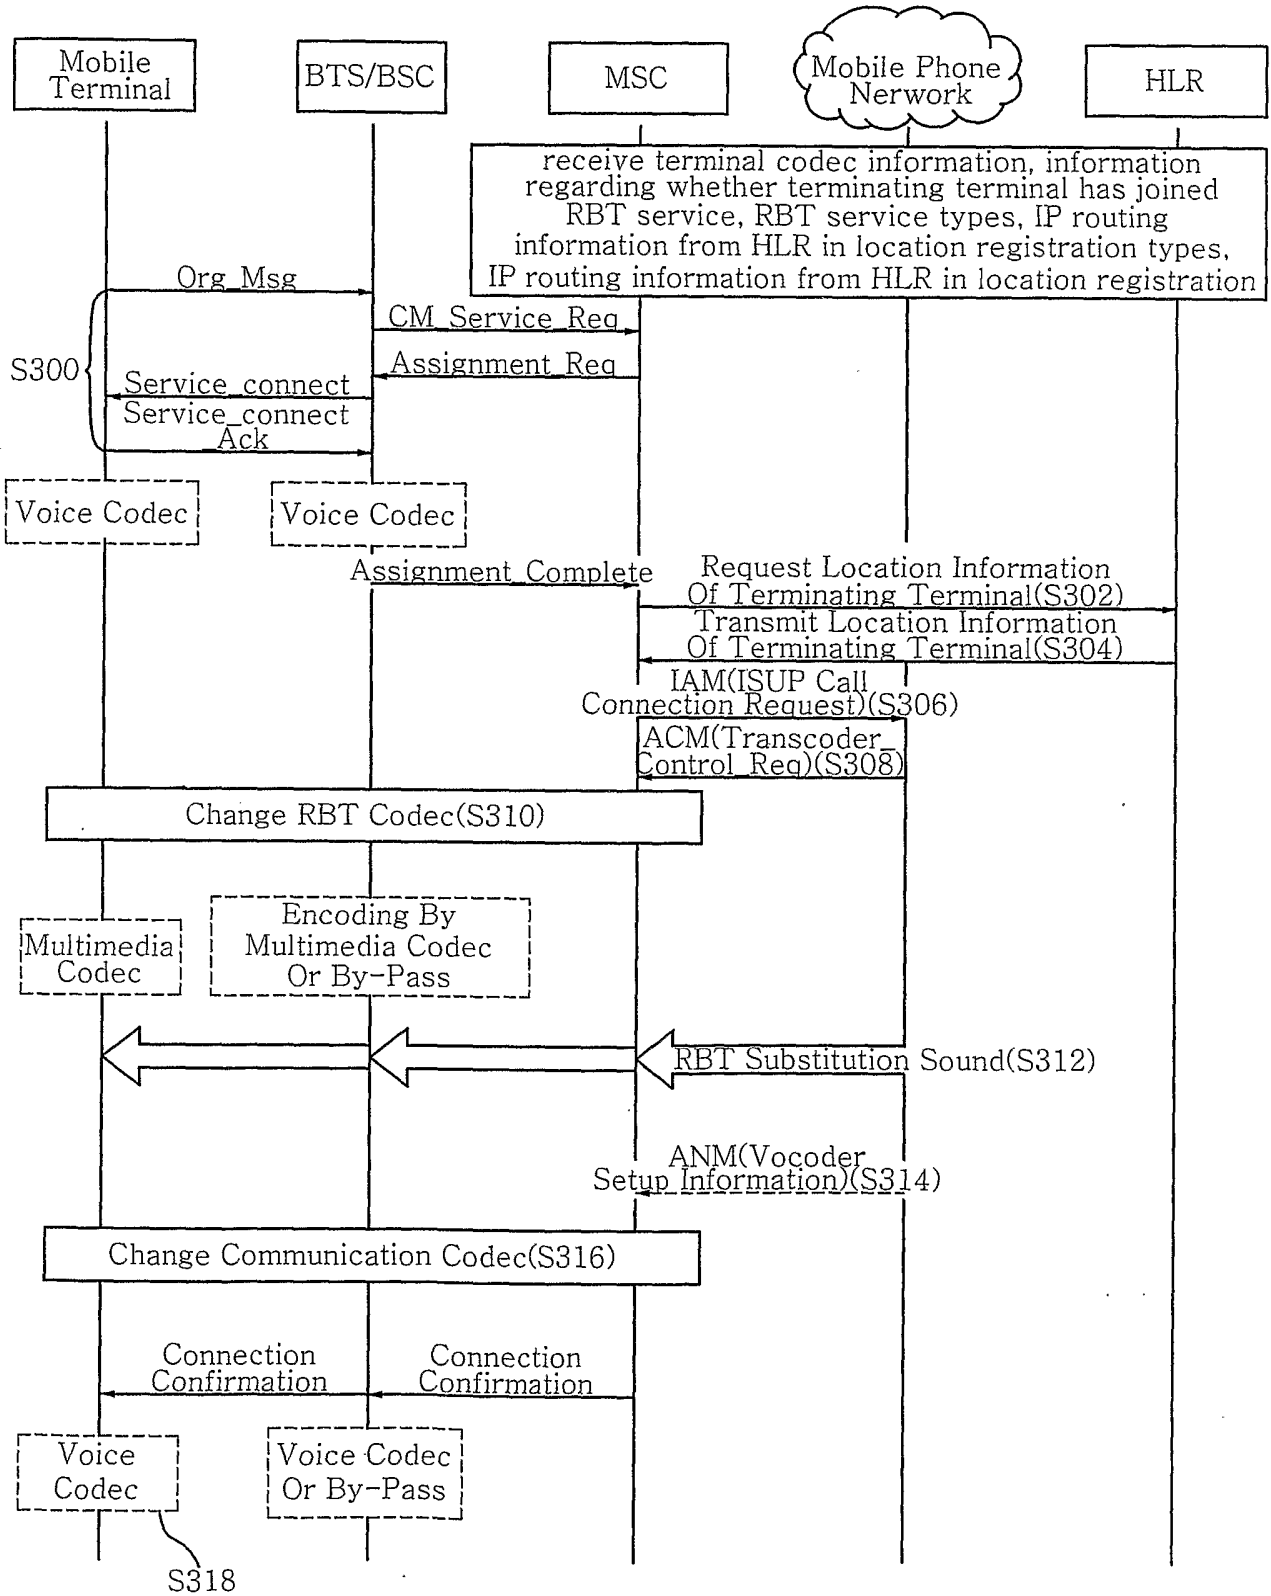 Mobile
Terminal
BTS/BSC
MSC
Mobile Phone
Nerwork
HLR
receive terminal codec information, information
regarding whether terminating terminal has joined
RBT service, RBT service types, IP routing
information from HLR in location registration types,
IP routing information from HLR in location registration
Org_Msg
CM_Service_Req
S300
Assignment_Req
Service_connect
Service_connect
_Ack
Voice Codec
Voice Codec
Assignment_Complete
Request Location Information
Of Terminating Terminal(S302)
Transmit Location Information
Of Terminating Terminal(S304)
IAM(ISUP Call
Connection Request)(S306)
ACM(Transcoder_
Control_Req)(S308)
Change RBT Codec(S310)
Multimedia
Codec
Encoding By
Multimedia Codec
Or By-Pass
RBT Substitution Sound(S312)
ANM(Vocoder
Setup Information)(S314)
Change Communication Codec(S316)
Connection
Confirmation
Connection
Confirmation
Voice
Codec
Voice Codec
Or By-Pass
S318